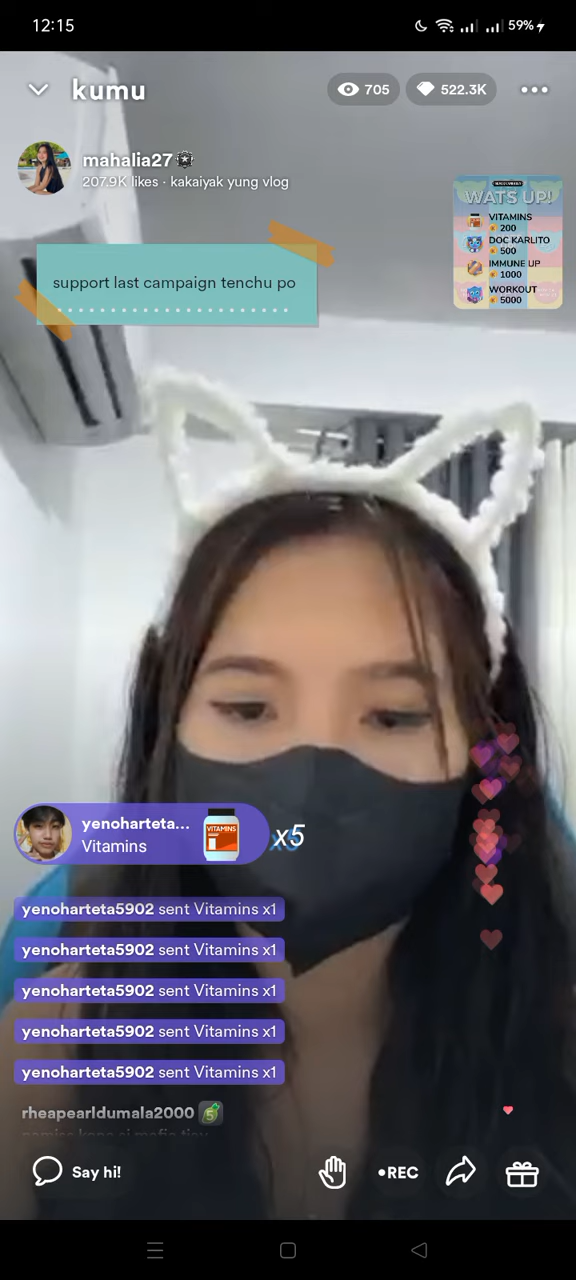 12:15
59%
kumu
705
522.3K
mahalia27
207.9K likes · kakaiyak yung vlog
WATS UP!
VITAMINS
200
DOC KARLITO
500
IMMUNE UP
1000
WORKOUT
5000
support last campaign tenchu po
yenoharteta...
Vitamins
VITAMINS
x5
yenoharteta5902 sent Vitamins x1
yenoharteta5902 sent Vitamins x1
yenoharteta5902 sent Vitamins x1
yenoharteta5902 sent Vitamins x1
yenoharteta5902 sent Vitamins x1
rheapearldumala2000
Say hi!
•REC